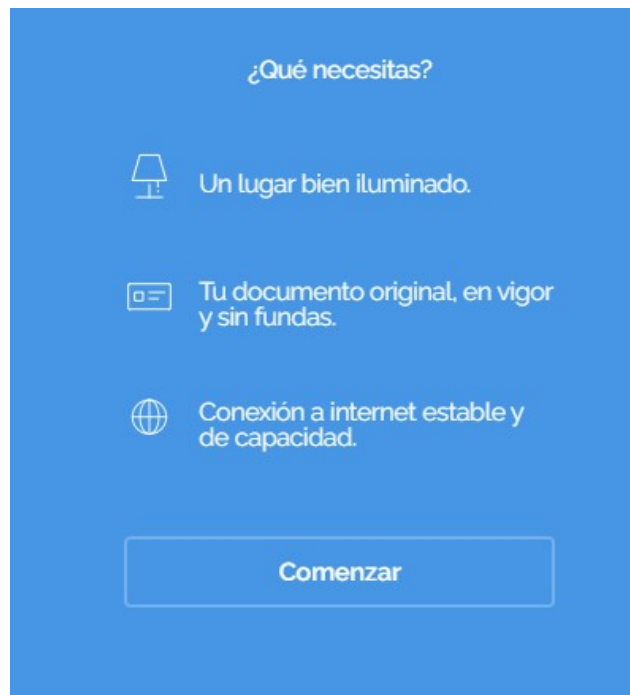 ¿Qué necesitas?
Un lugar bien iluminado.
Tu documento original, en vigor
y sin fundas.
Conexión a internet estable y
de capacidad.
Comenzar